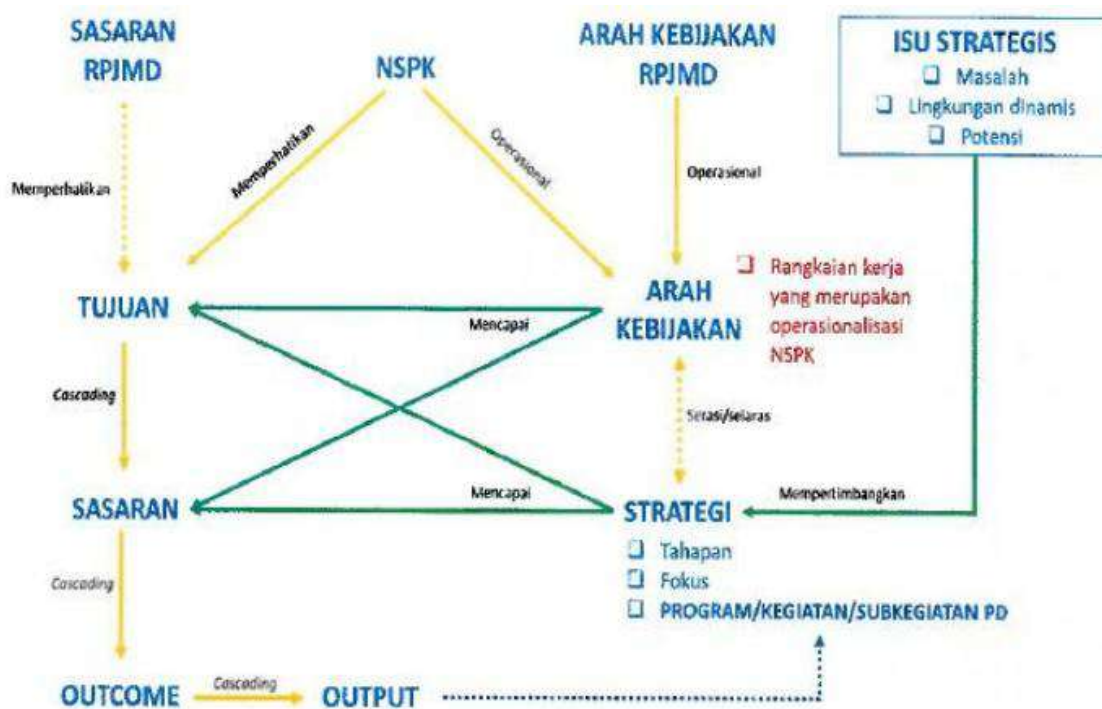 SASARAN
RPJMD
NSPK
ARAH KEBIJAKAN
RPJMD
ISU STRATEGIS
Masalah
Lingkungan dinamis
Potensi
Memperhatikan
Memperhatikan
Operasional
Operasional
TUJUAN
Mencapai
ARAH
KEBIJAKAN
Rangkaian kerja
yang merupakan
operasionalisasi
NSPK
Cascading
Serasi/selaras
SASARAN
Mencapai
STRATEGI
Mempertimbangkan
Tahapan
Fokus
PROGRAM/KEGIATAN/SUBKEGIATAN PD
Cascading
OUTCOME
Cascading
OUTPUT